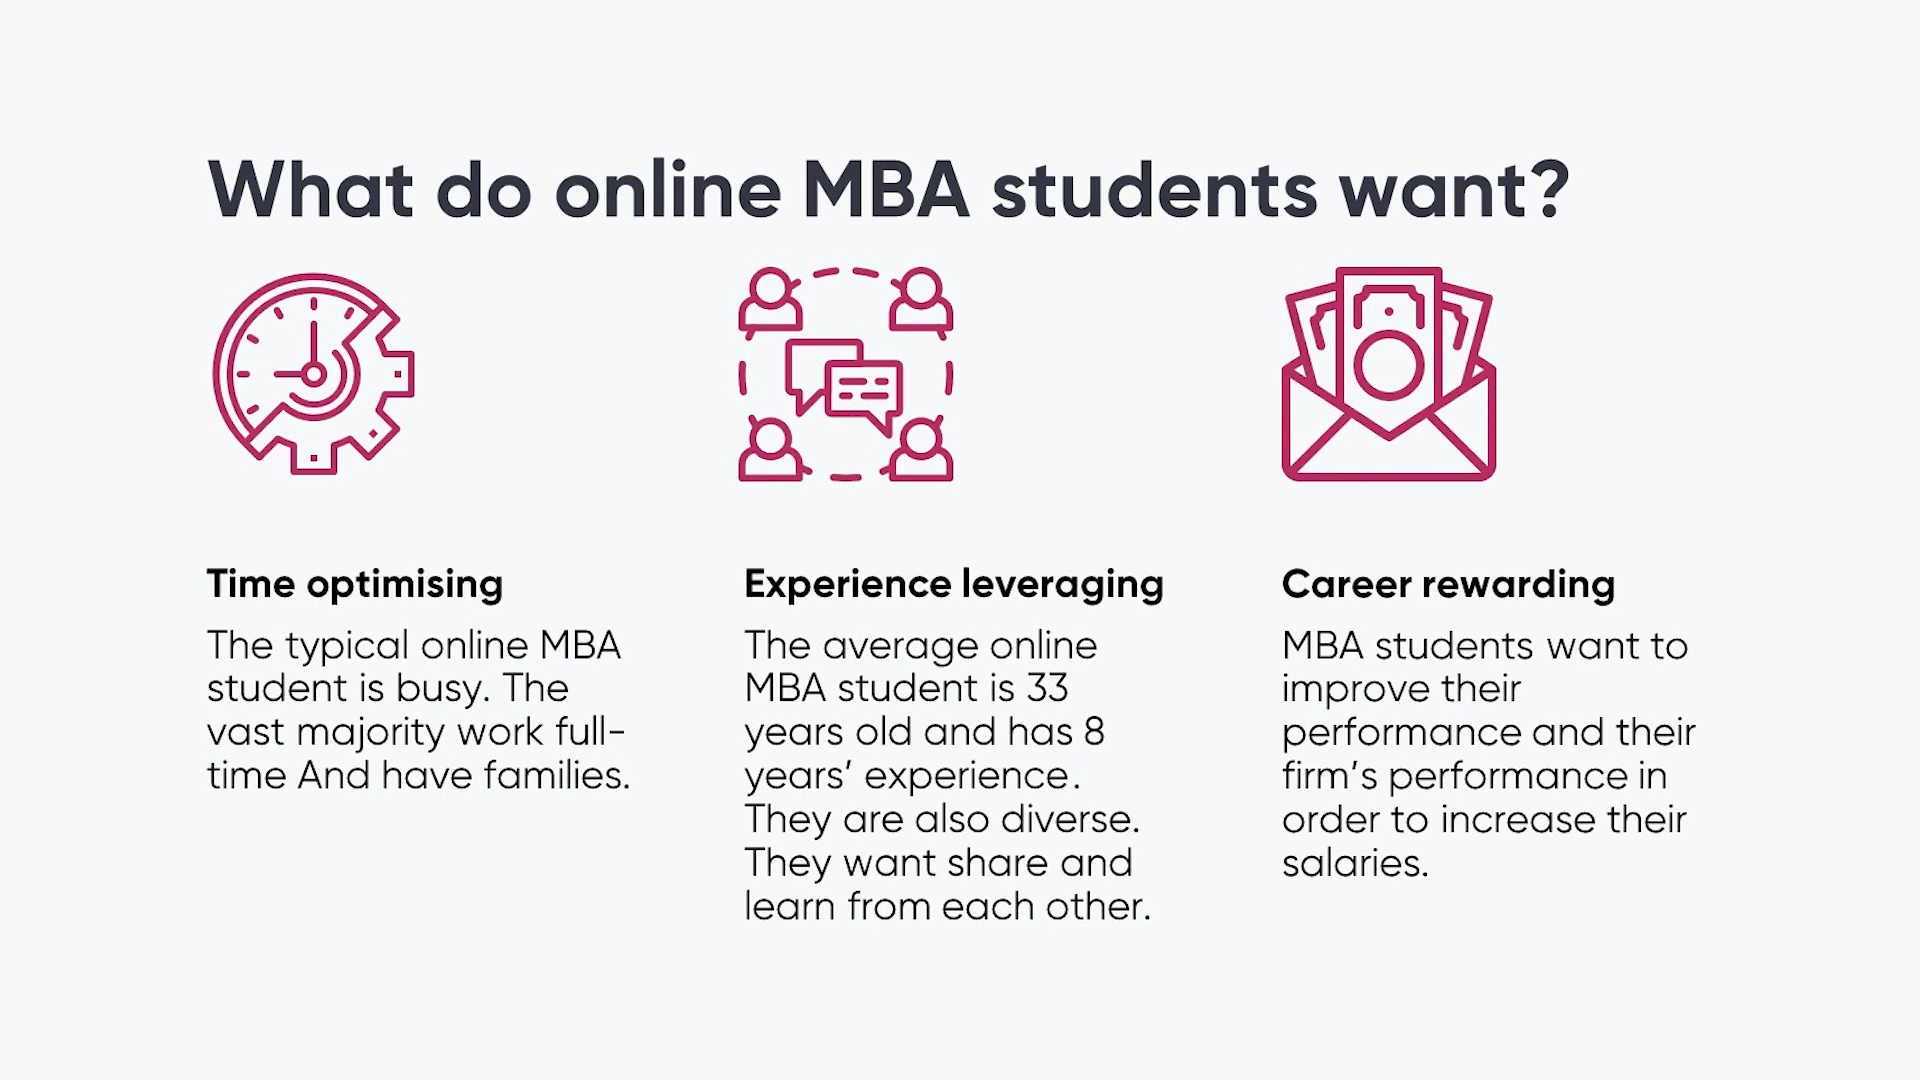 What do online MBA students want?
Time optimising
The typical online MBA
student is busy. The
vast majority work full-
time And have families.
Experience leveraging
The average online
MBA student is 33
years old and has 8
years’ experience.
They are also diverse.
They want share and
learn from each other.
Career rewarding
MBA students want to
improve their
performance and their
firm’s performance in
order to increase their
salaries.